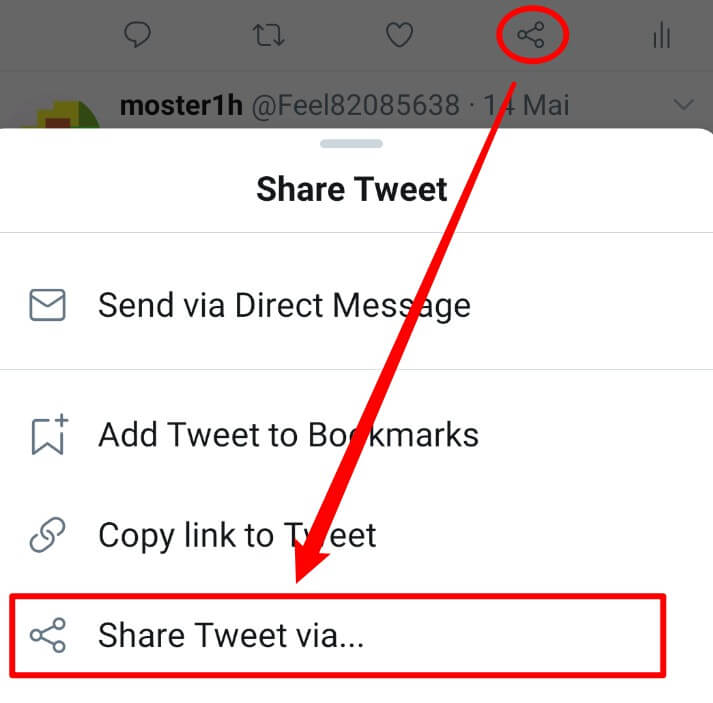 moster1h @Feel82085638 · 14 Mai
Share Tweet
Send via Direct Message
Add Tweet to Bookmarks
Copy link to Tweet
Share Tweet via...